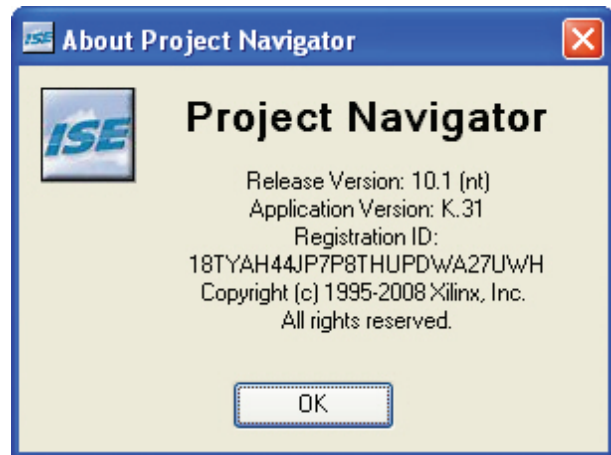 ISE About Project Navigator
ISE
Project Navigator
Release Version: 10.1 (nt)
Application Version: K.31
Registration ID:
18TYAH44JP7P8THUPDWA27UWH
Copyright (c) 1995-2008 Xilinx, Inc.
All rights reserved.
OK